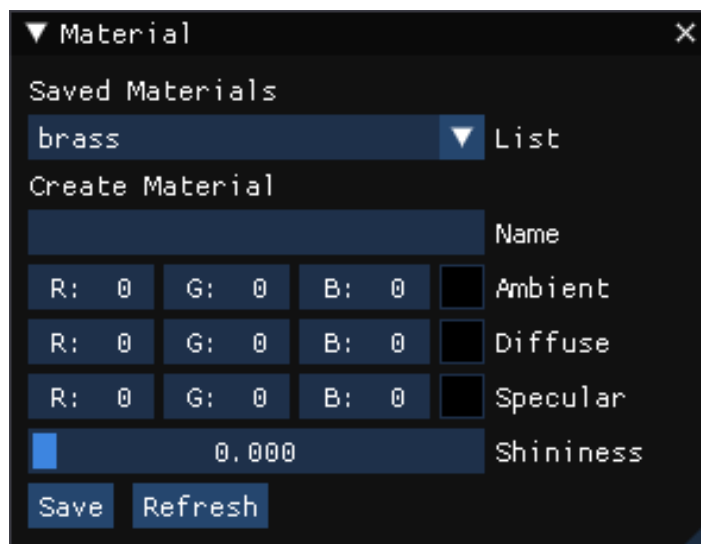 Material
Saved Materials
brass List
Create Material
Name
R: 0 G: 0 B: 0 Ambient
R: 0 G: 0 B: 0 Diffuse
R: 0 G: 0 B: 0 Specular
0.000 Shininess
Save Refresh